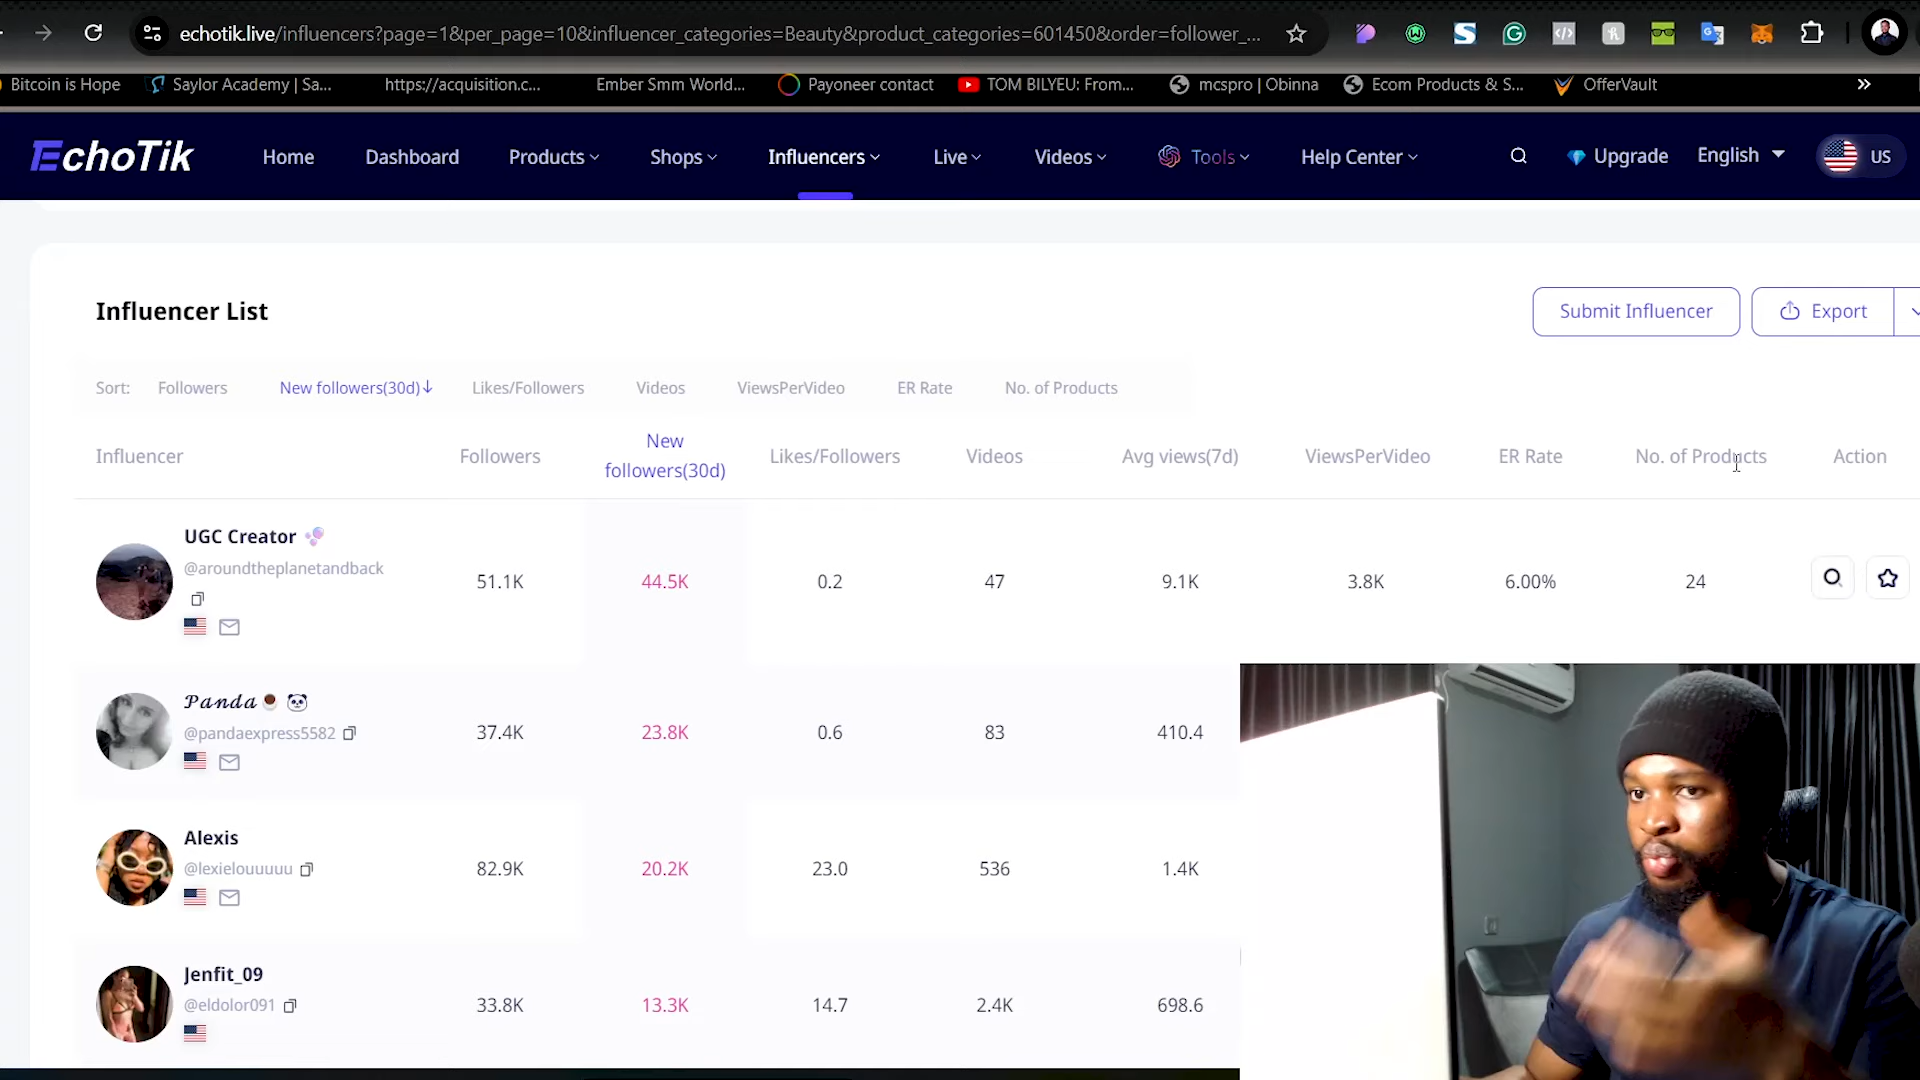 echotik.live/influencers?page=1&per_page=10&influencer_categories=Beauty&product_categories=601450&order=follower_...
Bitcoin is Hope
Saylor Academy | Sa...
https://acquisition.c...
Ember Smm World...
Payoneer contact
TOM BILYEU: From...
mcspro | Obinna
Ecom Products & S...
OfferVault
EchoTik
Home
Dashboard
Products
Shops
Influencers
Live
Videos
Tools
Help Center
Upgrade
English
US
Influencer List
Submit Influencer
Export
Sort: Followers New followers(30d)↓ Likes/Followers Videos ViewsPerVideo ER Rate No. of Products
Influencer Followers New followers(30d) Likes/Followers Videos Avg views(7d) ViewsPerVideo ER Rate No. of Products Action
UGC Creator
@aroundtheplanetandback
51.1K 44.5K 0.2 47 9.1K 3.8K 6.00% 24
𝓟𝓪𝓷𝓭𝓪
@pandaexpress5582
37.4K 23.8K 0.6 83 410.4
Alexis
@lexielouuuuu
82.9K 20.2K 23.0 536 1.4K
Jenfit_09
@eldolor091
33.8K 13.3K 14.7 2.4K 698.6